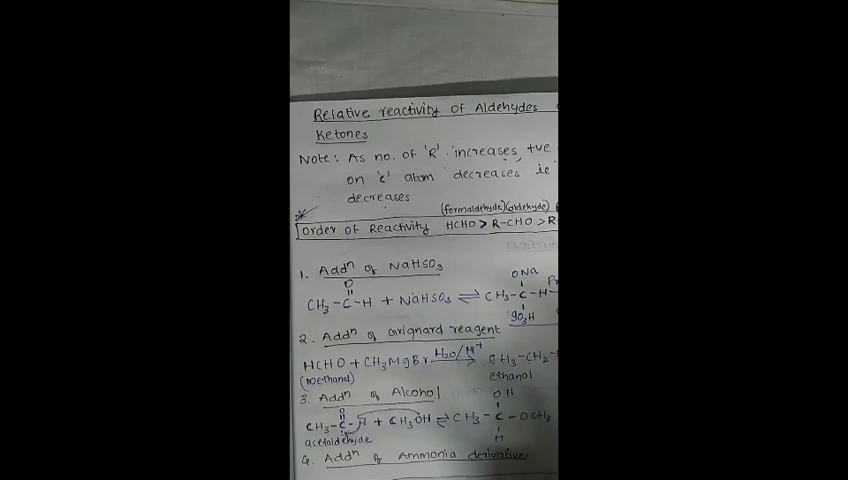 Relative reactivity of Aldehydes
Ketones
Note: As no. of 'R' increases, +ve
on 'c' atom decreases ie
decreases
(formaldehyde) (aldehyde)
Order of Reactivity HCHO > R-CHO > R-
1. Addⁿ of NaHSO₃
O ONa
CH₃-C-H + NaHSO₃ ⇌ CH₃-C-H
SO₃H
2. Addⁿ of Grignard reagent
HCHO + CH₃MgBr H₂O/H⁺ → CH₃-CH₂-
(methanal) ethanol
3. Addⁿ of Alcohol
O OH
CH₃-C-H + CH₃OH ⇌ CH₃-C-OCH₃
acetaldehyde H
4. Addⁿ of Ammonia derivative